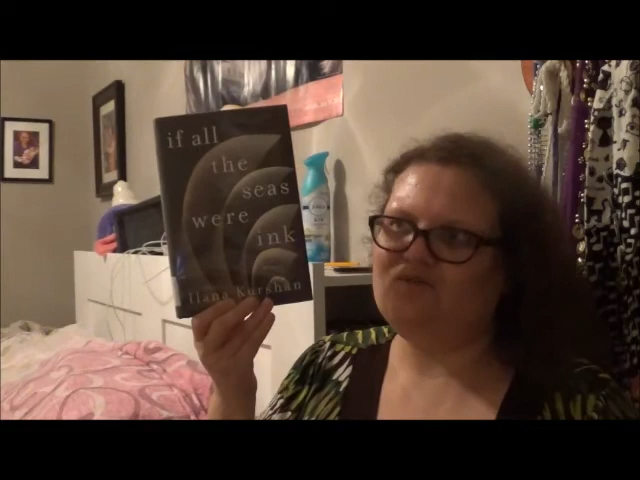 if all
the
seas
were
ink
Ilana Kurshan